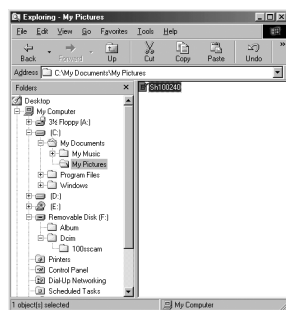 Exploring - My Pictures
File Edit View Go Favorites Tools Help
Back Forward Up Cut Copy Paste Undo »
Address C:\My Documents\My Pictures
Folders ×
Desktop
My Computer
3½ Floppy (A:)
(C:)
My Documents
My Music
My Pictures
Program Files
Windows
(D:)
(E:)
Removable Disk (F:)
Album
Dcim
100sscam
Printers
Control Panel
Dial-Up Networking
Scheduled Tasks
Sh100240
1 object(s) selected My Computer